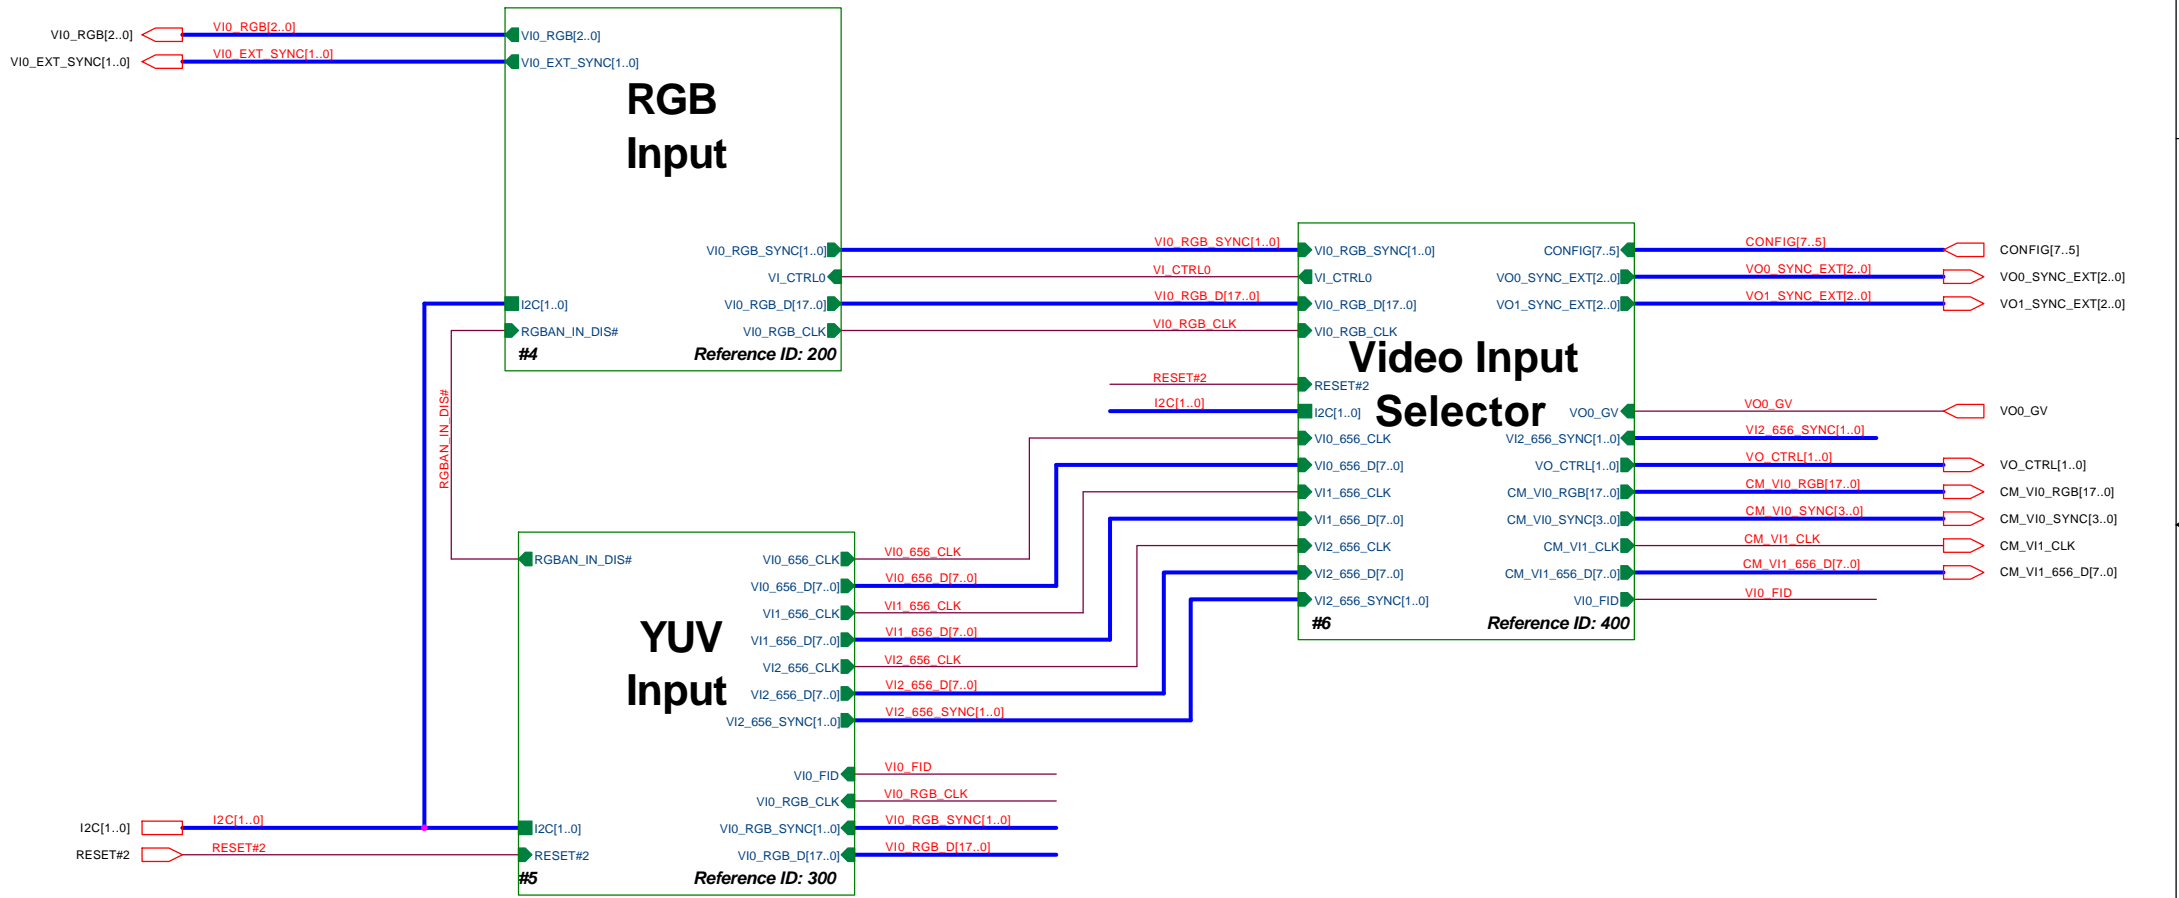 VI0_RGB[2..0] VI0_RGB[2..0] VI0_RGB[2..0]
VI0_EXT_SYNC[1..0] VI0_EXT_SYNC[1..0] VI0_EXT_SYNC[1..0]
RGB
Input
VI0_RGB_SYNC[1..0]
VI_CTRL0
I2C[1..0] VI0_RGB_D[17..0]
RGBAN_IN_DIS# VI0_RGB_CLK
#4 Reference ID: 200
VI0_RGB_SYNC[1..0]
VI_CTRL0
VI0_RGB_D[17..0]
VI0_RGB_CLK
RESET#2
I2C[1..0]
RGBAN_IN_DIS#
VI0_RGB_SYNC[1..0] CONFIG[7..5] CONFIG[7..5] CONFIG[7..5]
VI_CTRL0 VO0_SYNC_EXT[2..0] VO0_SYNC_EXT[2..0] VO0_SYNC_EXT[2..0]
VI0_RGB_D[17..0] VO1_SYNC_EXT[2..0] VO1_SYNC_EXT[2..0] VO1_SYNC_EXT[2..0]
VI0_RGB_CLK
Video Input
Selector
RESET#2
I2C[1..0] VO0_GV VO0_GV VO0_GV
VI0_656_CLK VI2_656_SYNC[1..0] VI2_656_SYNC[1..0]
VI0_656_D[7..0] VO_CTRL[1..0] VO_CTRL[1..0] VO_CTRL[1..0]
VI1_656_CLK CM_VI0_RGB[17..0] CM_VI0_RGB[17..0] CM_VI0_RGB[17..0]
VI1_656_D[7..0] CM_VI0_SYNC[3..0] CM_VI0_SYNC[3..0] CM_VI0_SYNC[3..0]
VI2_656_CLK CM_VI1_CLK CM_VI1_CLK CM_VI1_CLK
VI2_656_D[7..0] CM_VI1_656_D[7..0] CM_VI1_656_D[7..0] CM_VI1_656_D[7..0]
VI2_656_SYNC[1..0] VI0_FID VI0_FID
#6 Reference ID: 400
RGBAN_IN_DIS# VI0_656_CLK VI0_656_CLK
VI0_656_D[7..0] VI0_656_D[7..0]
VI1_656_CLK VI1_656_CLK
YUV
Input
VI1_656_D[7..0] VI1_656_D[7..0]
VI2_656_CLK VI2_656_CLK
VI2_656_D[7..0] VI2_656_D[7..0]
VI2_656_SYNC[1..0] VI2_656_SYNC[1..0]
VI0_FID VI0_FID
VI0_RGB_CLK VI0_RGB_CLK
I2C[1..0] I2C[1..0] I2C[1..0] VI0_RGB_SYNC[1..0] VI0_RGB_SYNC[1..0]
RESET#2 RESET#2 RESET#2 VI0_RGB_D[17..0] VI0_RGB_D[17..0]
#5 Reference ID: 300